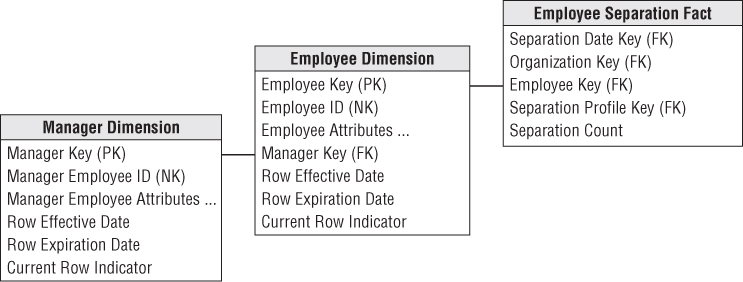 Manager Dimension
Manager Key (PK)
Manager Employee ID (NK)
Manager Employee Attributes ...
Row Effective Date
Row Expiration Date
Current Row Indicator
Employee Dimension
Employee Key (PK)
Employee ID (NK)
Employee Attributes ...
Manager Key (FK)
Row Effective Date
Row Expiration Date
Current Row Indicator
Employee Separation Fact
Separation Date Key (FK)
Organization Key (FK)
Employee Key (FK)
Separation Profile Key (FK)
Separation Count